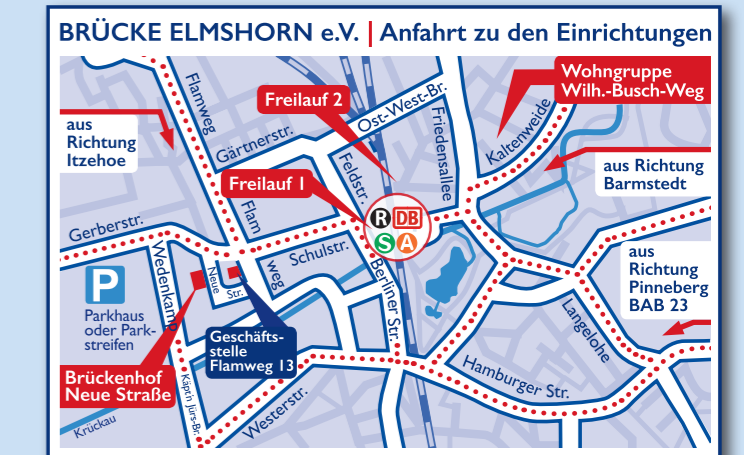 BRÜCKE ELMSHORN e.V. | Anfahrt zu den Einrichtungen
Wohngruppe
Wilh.-Busch-Weg
Freilauf 2
Ost-West-Br.
Flamweg
aus
Richtung
Itzehoe
Gärtnerstr.
Friedensallee
Kaltenweide
Feldstr.
aus Richtung
Barmstedt
Freilauf 1
Flam
weg
R DB
S A
Gerberstr.
Schulstr.
Wedenkamp
Neue
Str.
Berliner Str.
aus
Richtung
Pinneberg
BAB 23
P
Parkhaus
oder Park-
streifen
Geschäfts-
stelle
Flamweg 13
Langelohe
Brückenhof
Neue Straße
Käpt'n Jürs-Br.
Hamburger Str.
Westerstr.
Krückau